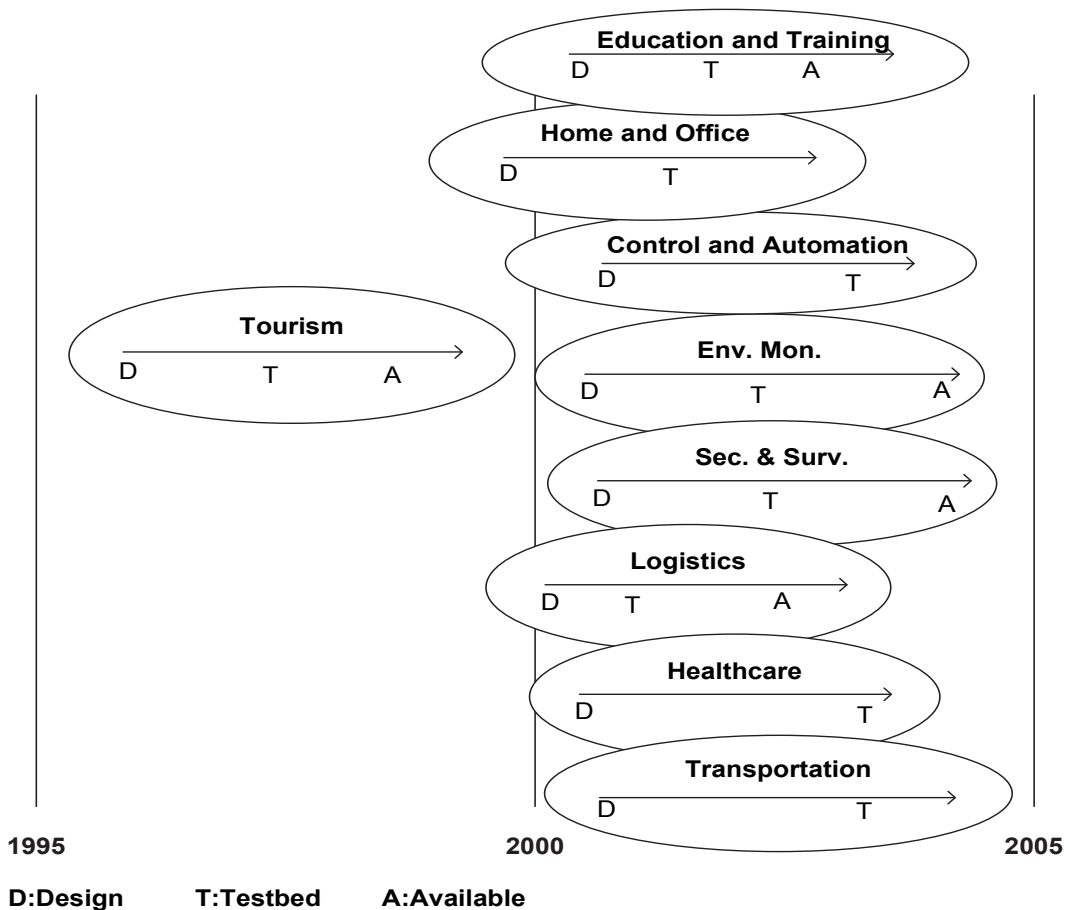 Education and Training
D T A
Home and Office
D T
Control and Automation
D T
Tourism
D T A
Env. Mon.
D T A
Sec. & Surv.
D T A
Logistics
D T A
Healthcare
D T
Transportation
D T
1995 2000 2005
D:Design T:Testbed A:Available